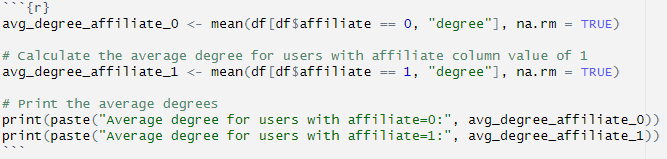 ```{r}
avg_degree_affiliate_0 <- mean(df[df$affiliate == 0, "degree"], na.rm = TRUE)

# Calculate the average degree for users with affiliate column value of 1
avg_degree_affiliate_1 <- mean(df[df$affiliate == 1, "degree"], na.rm = TRUE)

# Print the average degrees
print(paste("Average degree for users with affiliate=0:", avg_degree_affiliate_0))
print(paste("Average degree for users with affiliate=1:", avg_degree_affiliate_1))
```